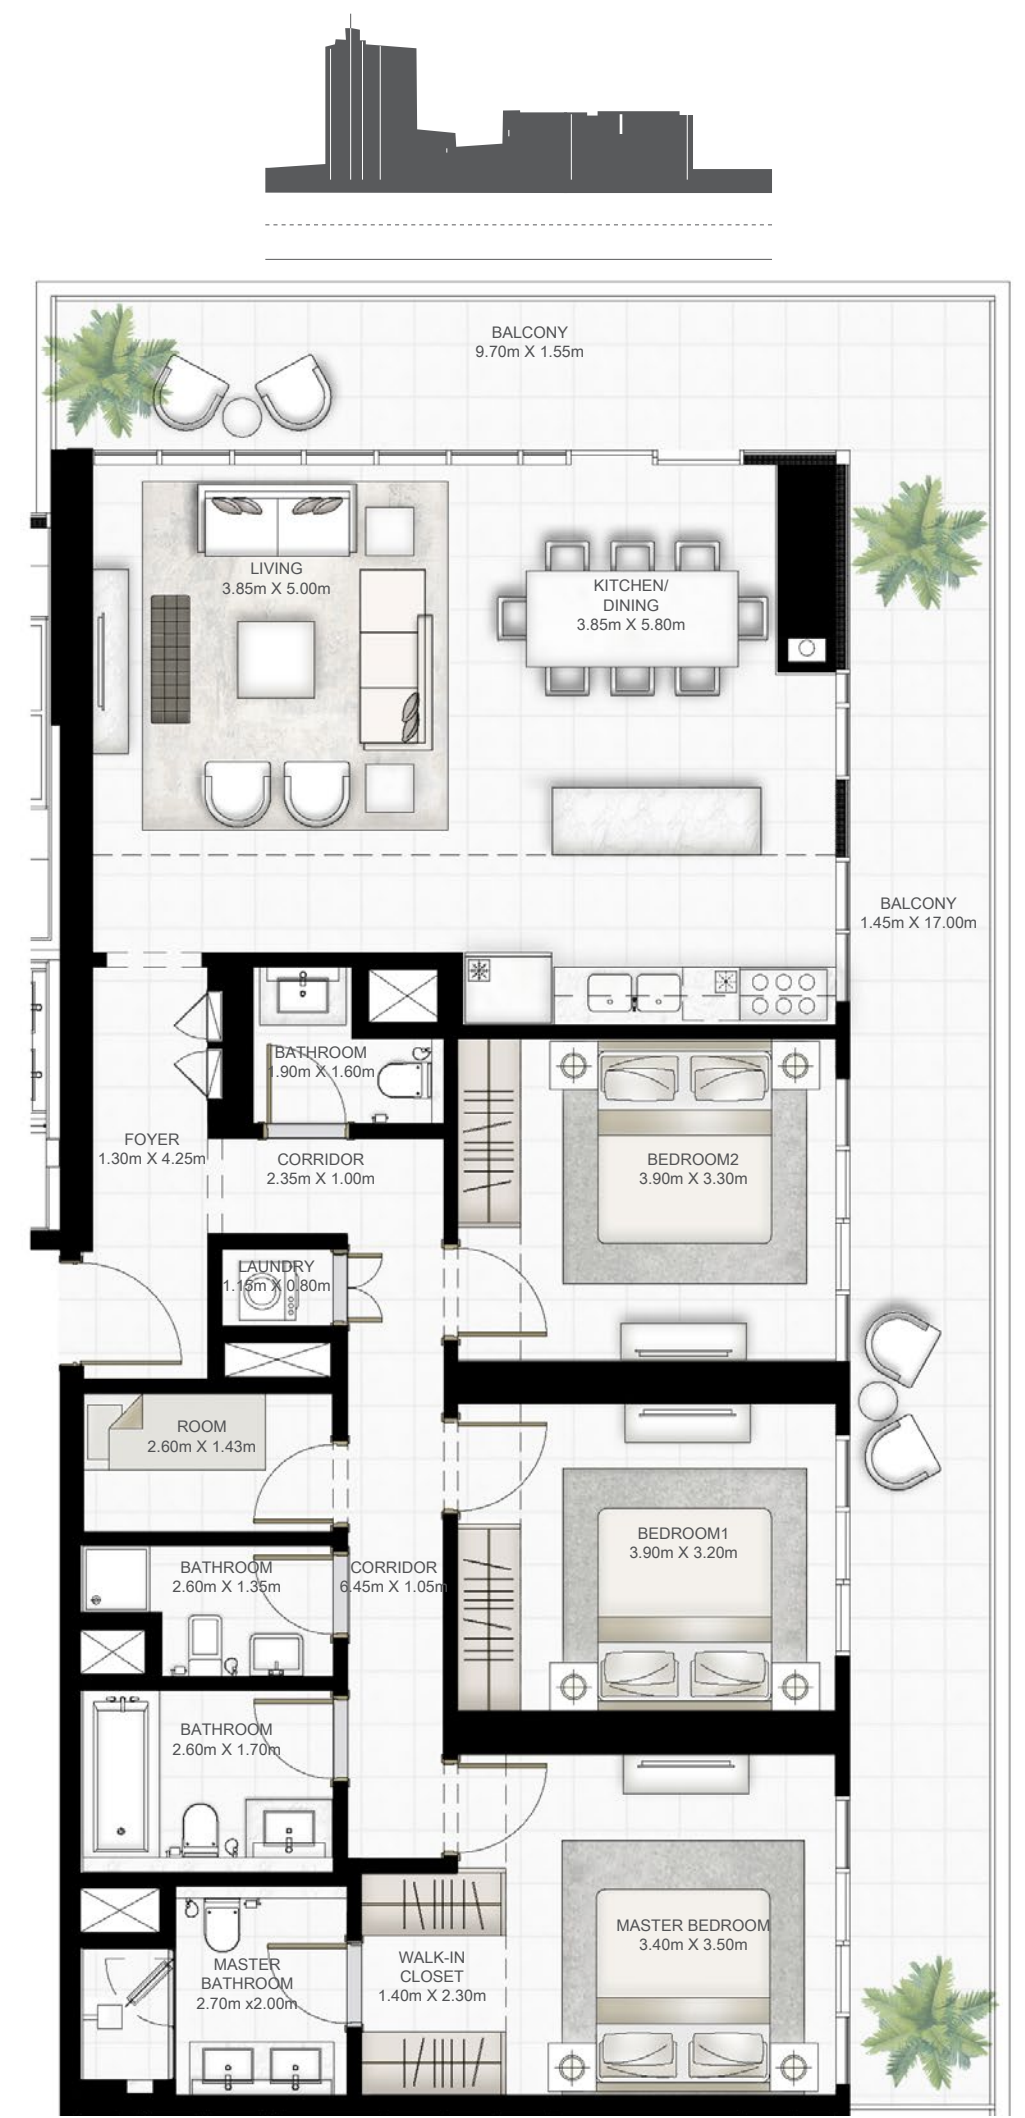 BALCONY
9.70m X 1.55m
LIVING
3.85m X 5.00m
KITCHEN/
DINING
3.85m X 5.80m
BALCONY
1.45m X 17.00m
BATHROOM
1.90m X 1.60m
FOYER
1.30m X 4.25m
CORRIDOR
2.35m X 1.00m
BEDROOM2
3.90m X 3.30m
LAUNDRY
1.15m X 0.80m
ROOM
2.60m X 1.43m
BEDROOM1
3.90m X 3.20m
BATHROOM
2.60m X 1.35m
CORRIDOR
6.45m X 1.05m
BATHROOM
2.60m X 1.70m
MASTER BEDROOM
3.40m X 3.50m
WALK-IN
CLOSET
1.40m X 2.30m
MASTER
BATHROOM
2.70m x2.00m